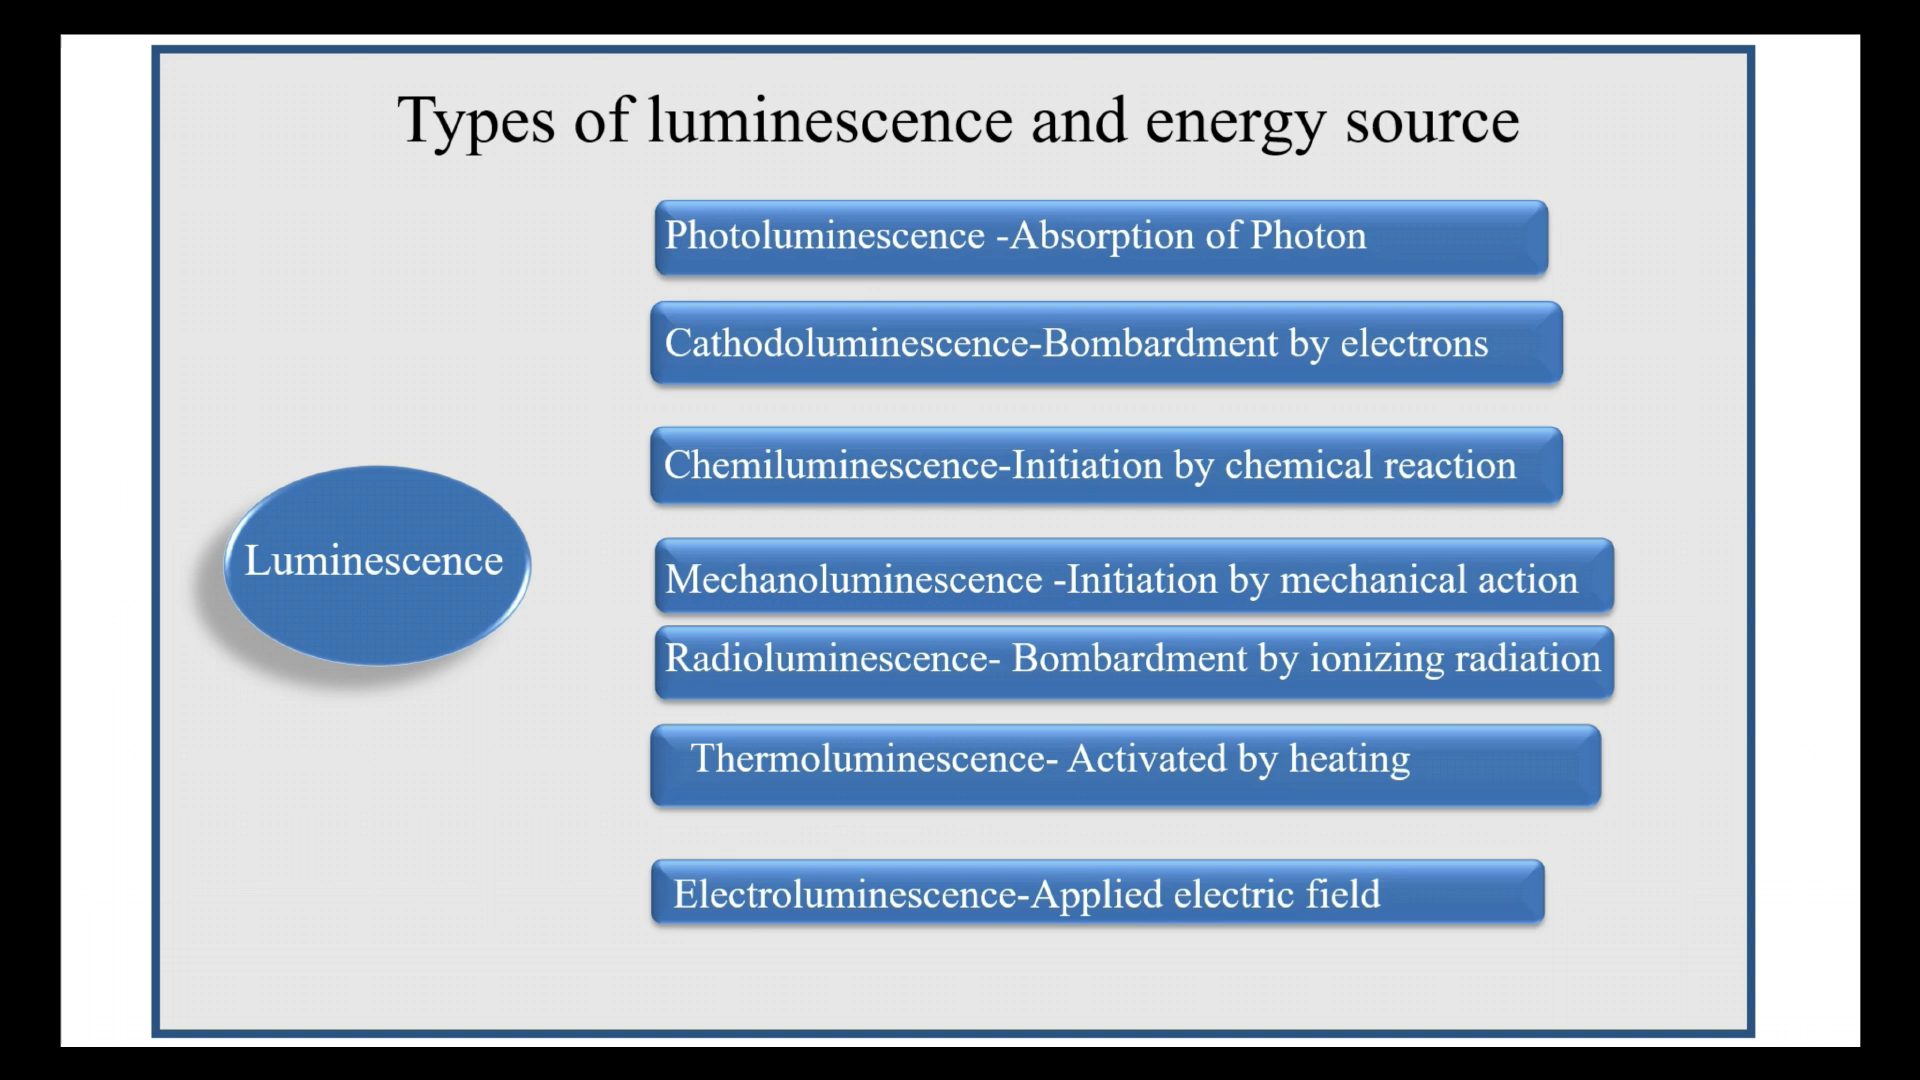 Types of luminescence and energy source
Photoluminescence -Absorption of Photon
Cathodoluminescence-Bombardment by electrons
Chemiluminescence-Initiation by chemical reaction
Luminescence
Mechanoluminescence -Initiation by mechanical action
Radioluminescence- Bombardment by ionizing radiation
Thermoluminescence- Activated by heating
Electroluminescence-Applied electric field